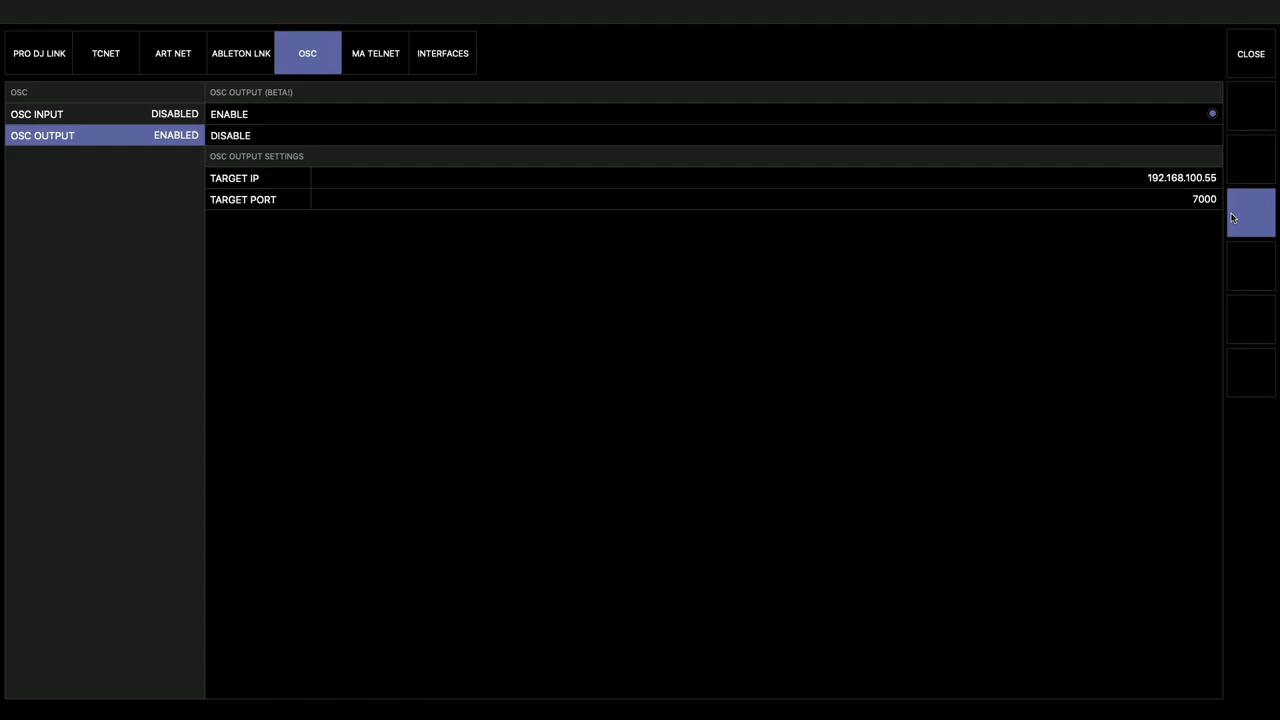 PRO DJ LINK TCNET ART NET ABLETON LNK OSC MA TELNET INTERFACES CLOSE
OSC OSC OUTPUT (BETA!)
OSC INPUT DISABLED ENABLE
OSC OUTPUT ENABLED DISABLE
OSC OUTPUT SETTINGS
TARGET IP 192.168.100.55
TARGET PORT 7000